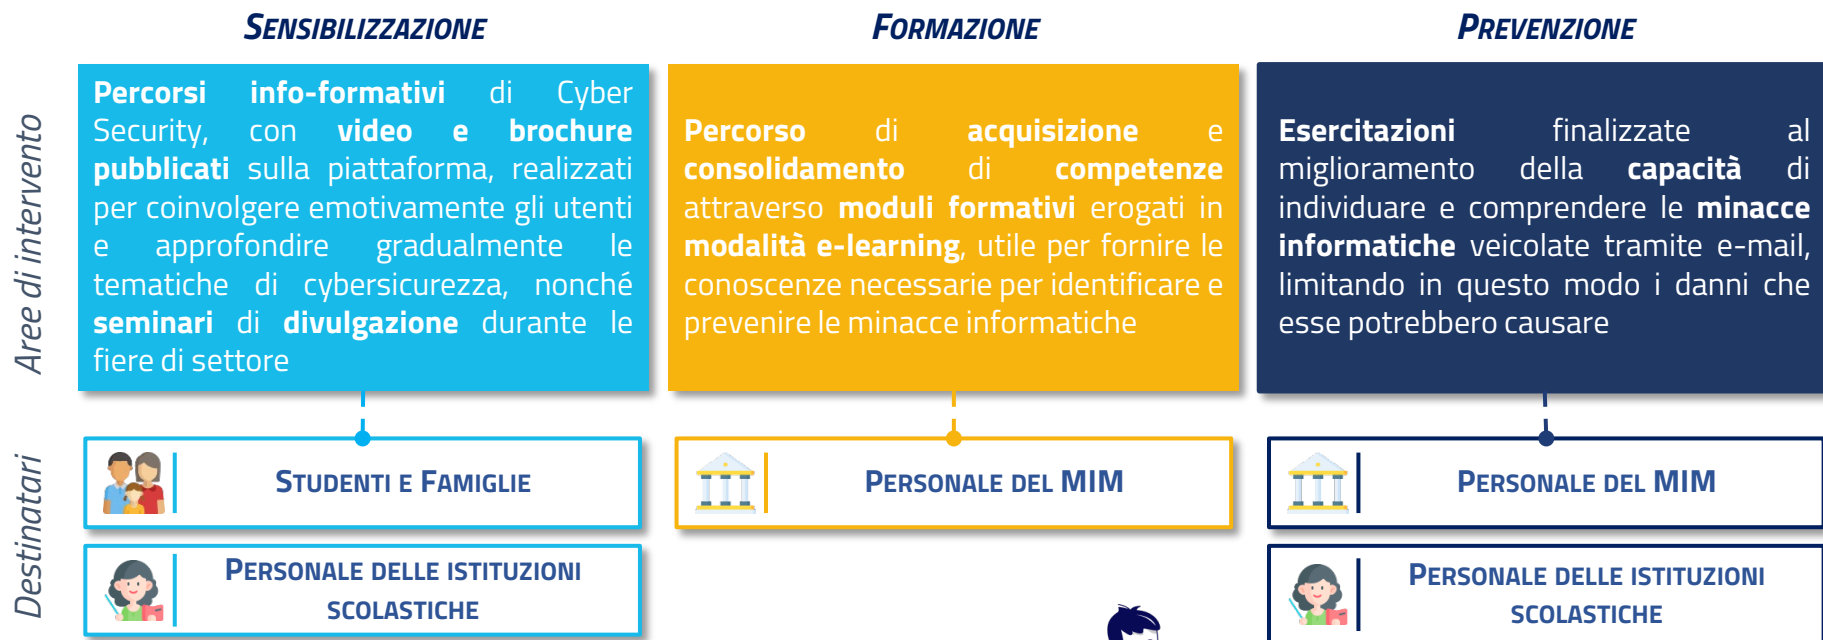 SENSIBILIZZAZIONE
FORMAZIONE
PREVENZIONE
Aree di intervento
Percorsi info-formativi di Cyber
Security, con video e brochure
pubblicati sulla piattaforma, realizzati
per coinvolgere emotivamente gli utenti
e approfondire gradualmente le
tematiche di cybersicurezza, nonché
seminari di divulgazione durante le
fiere di settore
Percorso di acquisizione e
consolidamento di competenze
attraverso moduli formativi erogati in
modalità e-learning, utile per fornire le
conoscenze necessarie per identificare e
prevenire le minacce informatiche
Esercitazioni finalizzate al
miglioramento della capacità di
individuare e comprendere le minacce
informatiche veicolate tramite e-mail,
limitando in questo modo i danni che
esse potrebbero causare
Destinatari
STUDENTI E FAMIGLIE
PERSONALE DELLE ISTITUZIONI
SCOLASTICHE
PERSONALE DEL MIM
PERSONALE DEL MIM
PERSONALE DELLE ISTITUZIONI
SCOLASTICHE